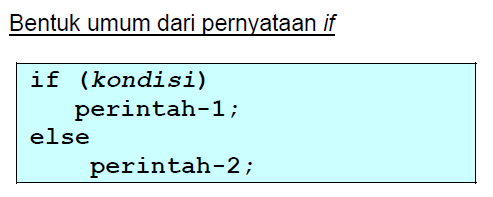 Bentuk umum dari pernyataan if
if (kondisi)
perintah-1;
else
perintah-2;